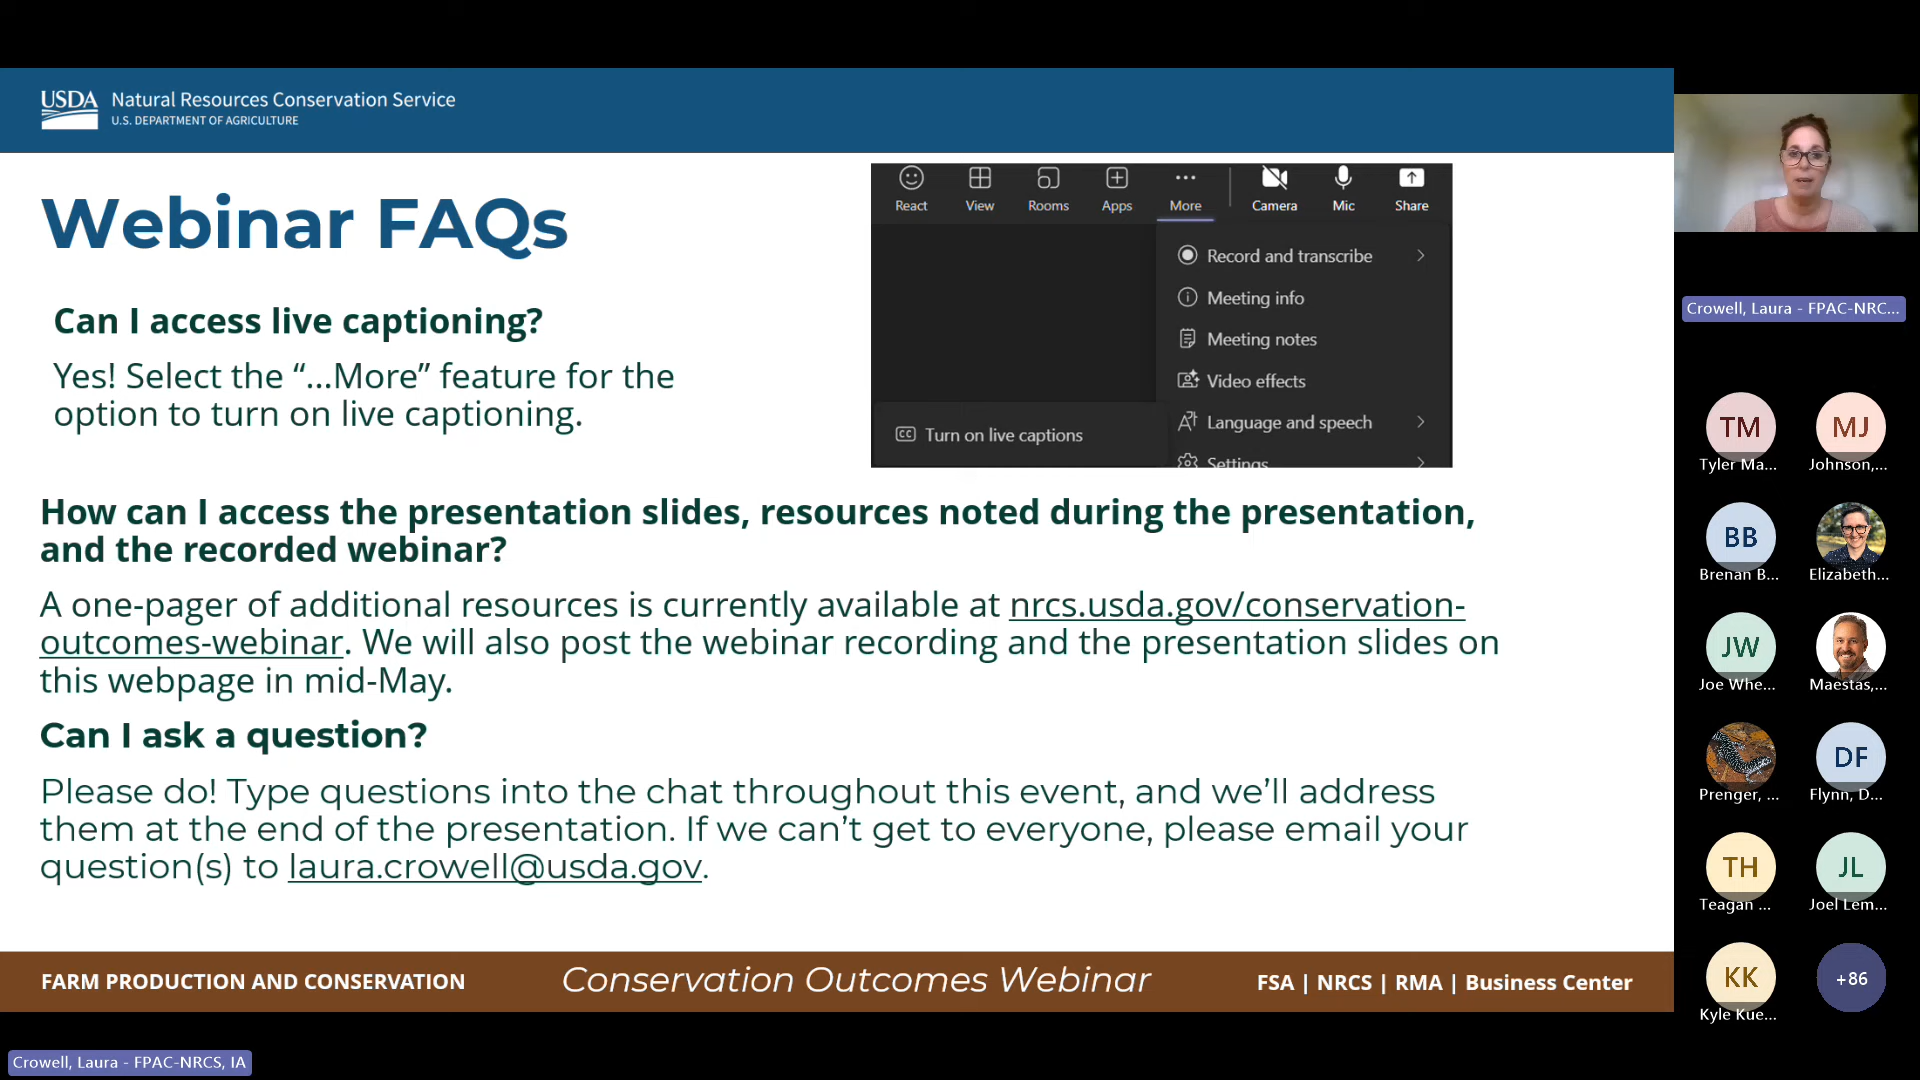 USDA Natural Resources Conservation Service
U.S. DEPARTMENT OF AGRICULTURE
Webinar FAQs
Can I access live captioning?
Yes! Select the “…More” feature for the
option to turn on live captioning.
React View Rooms Apps More Camera Mic Share
Record and transcribe
Meeting info
Meeting notes
Video effects
Language and speech
Settings
CC Turn on live captions
How can I access the presentation slides, resources noted during the presentation,
and the recorded webinar?
A one-pager of additional resources is currently available at nrcs.usda.gov/conservation-
outcomes-webinar. We will also post the webinar recording and the presentation slides on
this webpage in mid-May.
Can I ask a question?
Please do! Type questions into the chat throughout this event, and we’ll address
them at the end of the presentation. If we can’t get to everyone, please email your
question(s) to laura.crowell@usda.gov.
FARM PRODUCTION AND CONSERVATION
Conservation Outcomes Webinar
FSA | NRCS | RMA | Business Center
Crowell, Laura - FPAC-NRCS, IA
Crowell, Laura - FPAC-NRC...
TM MJ
Tyler Ma... Johnson,...
BB
Brenan B... Elizabeth...
JW
Joe Whe... Maestas,...
DF
Prenger, ... Flynn, D...
TH JL
Teagan ... Joel Lem...
KK +86
Kyle Kue...